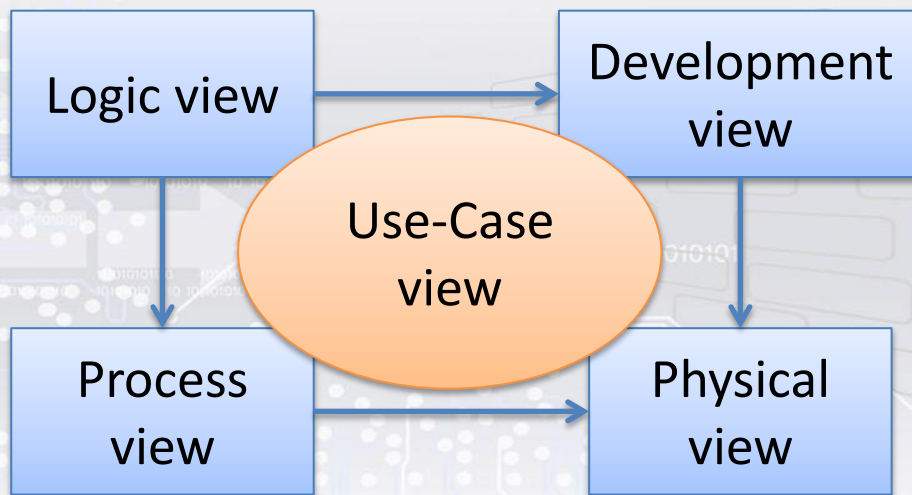 Logic view
Development
view
Use-Case
view
Process
view
Physical
view